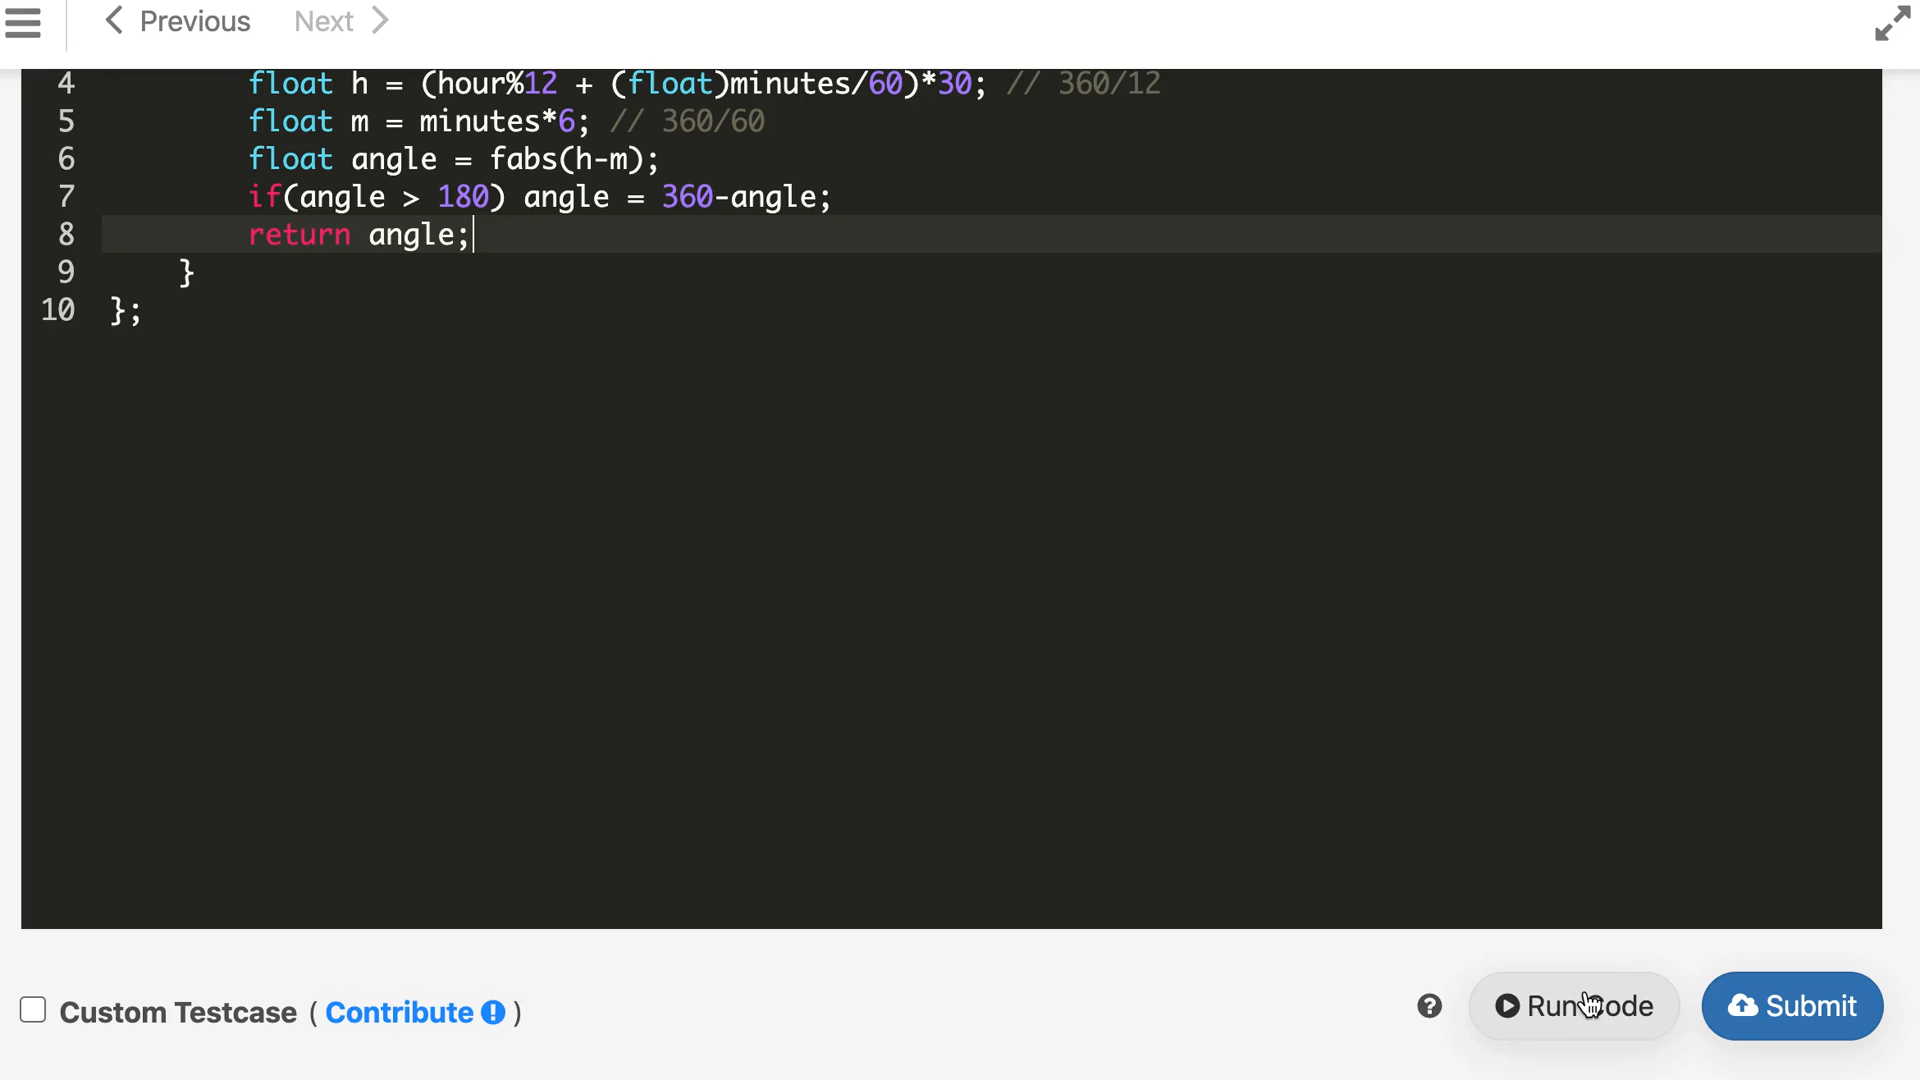 Previous Next
4 float h = (hour%12 + (float)minutes/60)*30; // 360/12
5 float m = minutes*6; // 360/60
6 float angle = fabs(h-m);
7 if(angle > 180) angle = 360-angle;
8 return angle;
9 }
10 };
Custom Testcase ( Contribute ! ) ? Run Code Submit